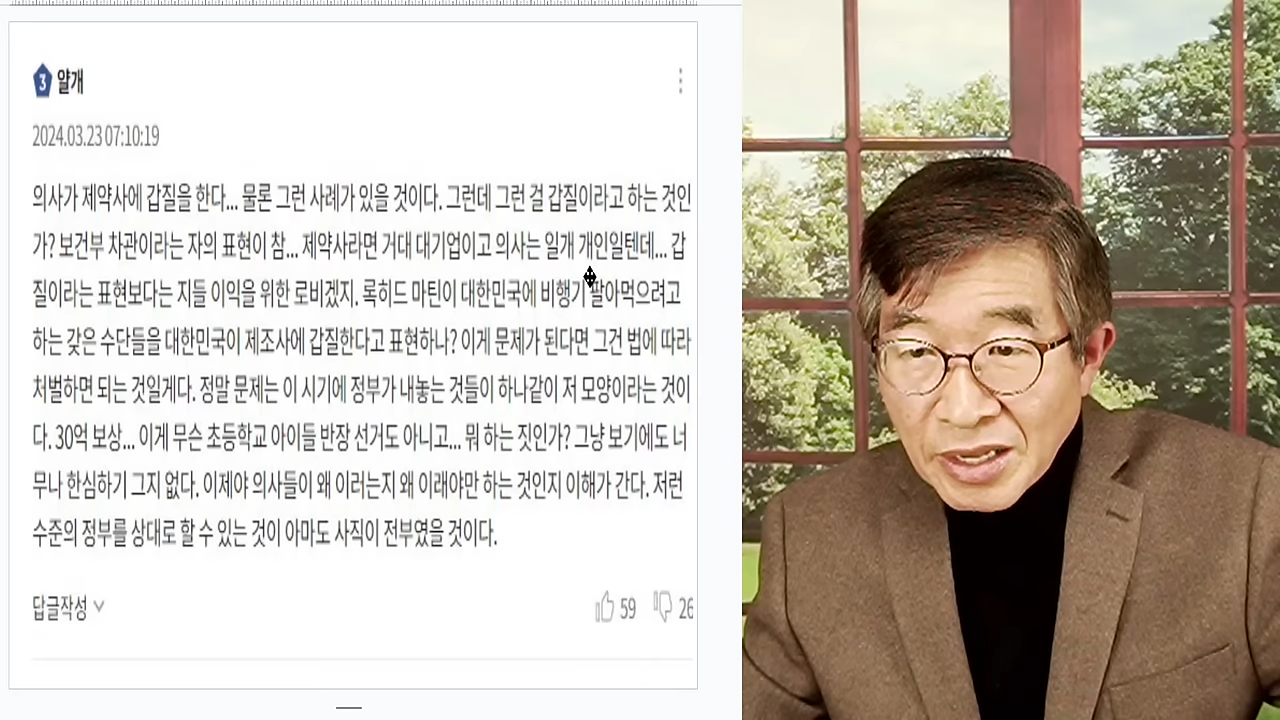 3 얄개
2024.03.23 07:10:19
의사가 제약사에 갑질을 한다... 물론 그런 사례가 있을 것이다. 그런데 그런 걸 갑질이라고 하는 것인
가? 보건부 차관이라는 자의 표현이 참... 제약사라면 거대 대기업이고 의사는 일개 개인일텐데... 갑
질이라는 표현보다는 지들 이익을 위한 로비겠지. 록히드 마틴이 대한민국에 비행기 팔아먹으려고
하는 갖은 수단들을 대한민국이 제조사에 갑질한다고 표현하나? 이게 문제가 된다면 그건 법에 따라
처벌하면 되는 것일게다. 정말 문제는 이 시기에 정부가 내놓는 것들이 하나같이 저 모양이라는 것이
다. 30억 보상... 이게 무슨 초등학교 아이들 반장 선거도 아니고... 뭐 하는 짓인가? 그냥 보기에도 너
무나 한심하기 그지 없다. 이제야 의사들이 왜 이러는지 왜 이래야만 하는 것인지 이해가 간다. 저런
수준의 정부를 상대로 할 수 있는 것이 아마도 사직이 전부였을 것이다.
답글작성 59 26